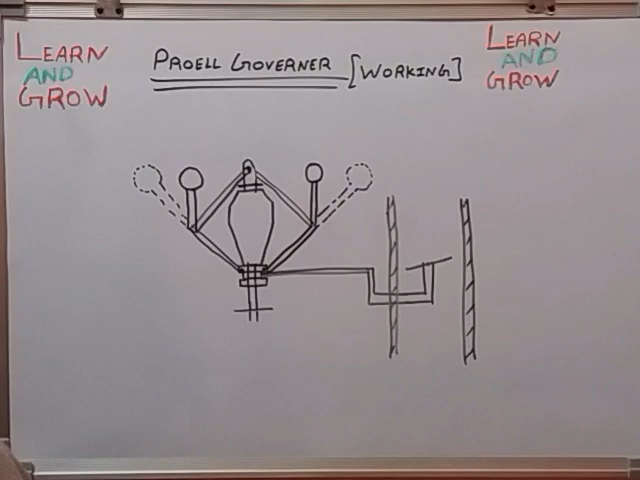 LEARN
AND
GROW
PROELL GOVERNER [WORKING]
LEARN
AND
GROW